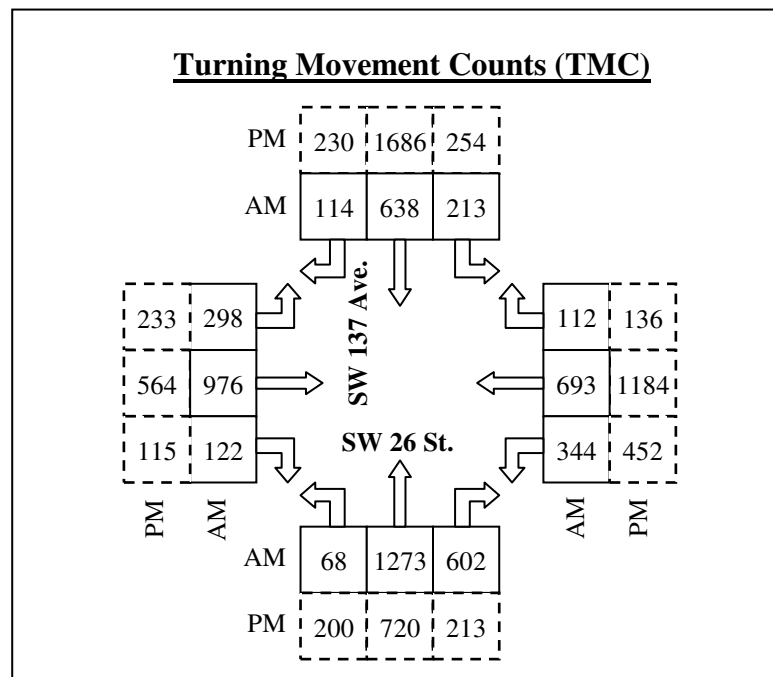 Turning Movement Counts (TMC)
PM 230 1686 254
AM 114 638 213
233 298
564 976
115 122
PM AM
SW 137 Ave.
SW 26 St.
112 136
693 1184
344 452
AM PM
AM 68 1273 602
PM 200 720 213